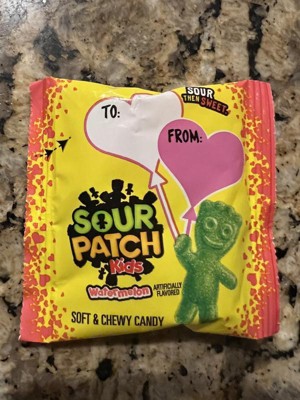 SOUR
THEN SWEET.
TO:
FROM:
SOUR
PATCH
Kids
Watermelon
ARTIFICIALLY
FLAVORED
SOFT & CHEWY CANDY